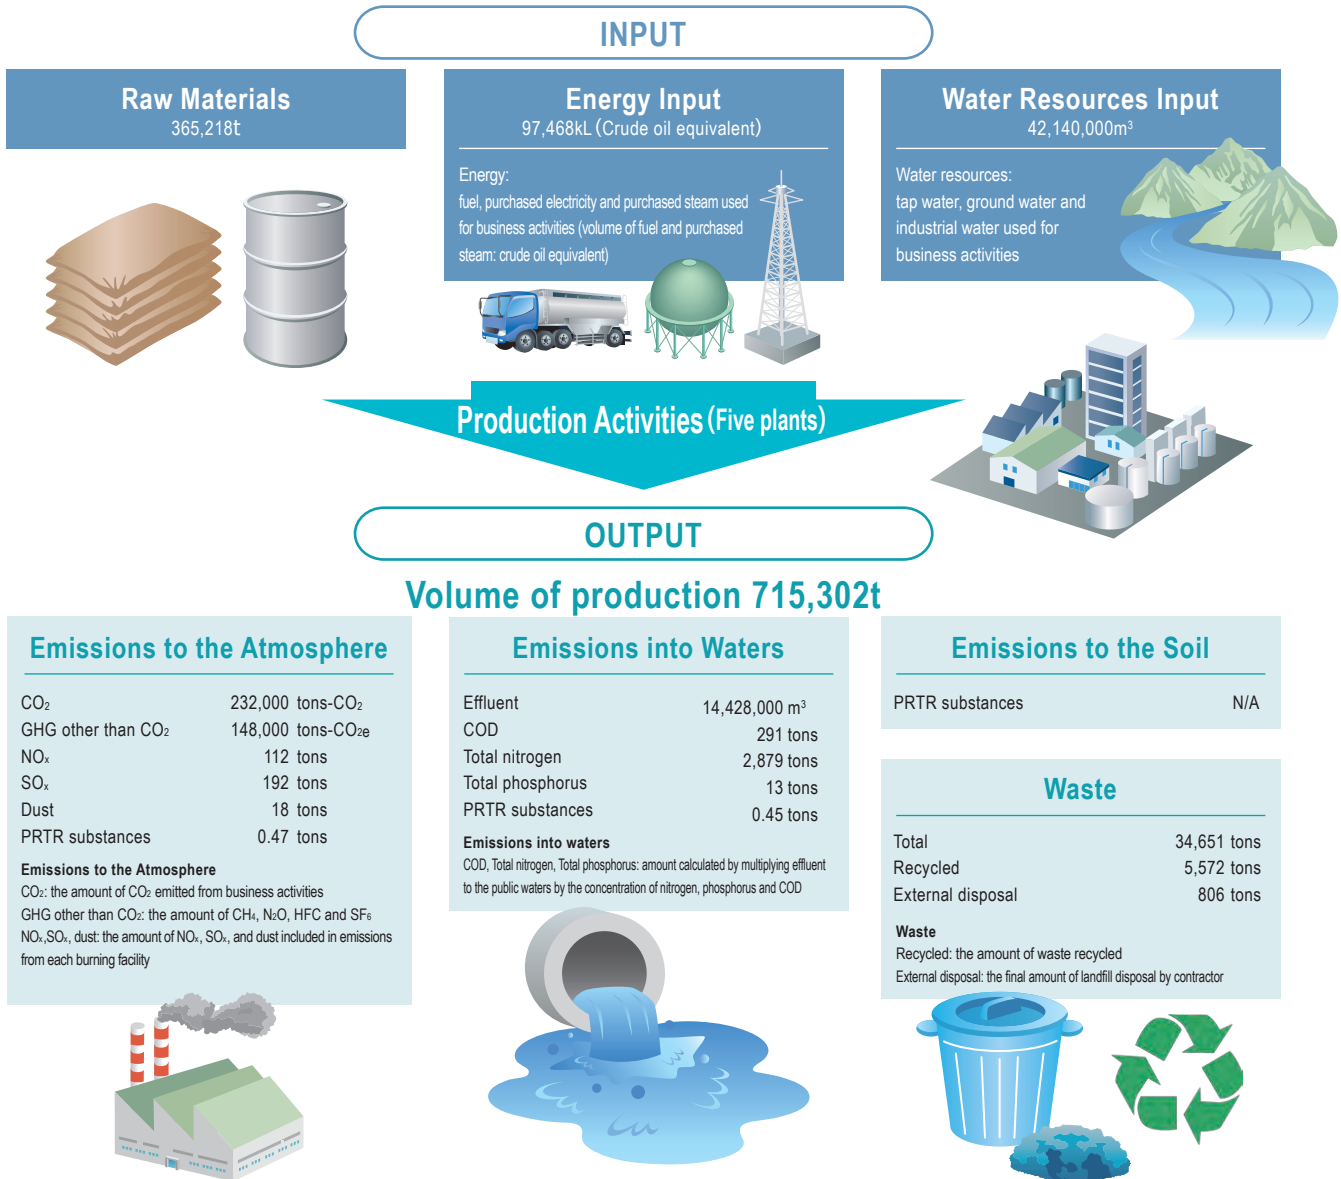 INPUT
Raw Materials
365,218t
Energy Input
97,468kL (Crude oil equivalent)
Energy:
fuel, purchased electricity and purchased steam used
for business activities (volume of fuel and purchased
steam: crude oil equivalent)
Water Resources Input
42,140,000m³
Water resources:
tap water, ground water and
industrial water used for
business activities
Production Activities (Five plants)
OUTPUT
Volume of production 715,302t
Emissions to the Atmosphere
CO₂ 232,000 tons-CO₂
GHG other than CO₂ 148,000 tons-CO₂e
NOₓ 112 tons
SOₓ 192 tons
Dust 18 tons
PRTR substances 0.47 tons
Emissions to the Atmosphere
CO₂: the amount of CO₂ emitted from business activities
GHG other than CO₂: the amount of CH₄, N₂O, HFC and SF₆
NOₓ,SOₓ, dust: the amount of NOₓ, SOₓ, and dust included in emissions
from each burning facility
Emissions into Waters
Effluent 14,428,000 m³
COD 291 tons
Total nitrogen 2,879 tons
Total phosphorus 13 tons
PRTR substances 0.45 tons
Emissions into waters
COD, Total nitrogen, Total phosphorus: amount calculated by multiplying effluent
to the public waters by the concentration of nitrogen, phosphorus and COD
Emissions to the Soil
PRTR substances N/A
Waste
Total 34,651 tons
Recycled 5,572 tons
External disposal 806 tons
Waste
Recycled: the amount of waste recycled
External disposal: the final amount of landfill disposal by contractor